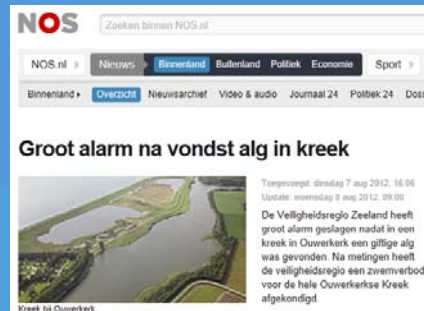 NOS
Zoeken binnen NOS.nl
NOS.nl Nieuws Binnenland Buitenland Politiek Economie Sport
Binnenland Overzicht Nieuwsarchief Video & audio Journaal 24 Politiek 24 Doss
Groot alarm na vondst alg in kreek
Toegevoegd: dinsdag 7 aug 2012, 16:06
Update: woensdag 8 aug 2012, 09:00
De Veiligheidsregio Zeeland heeft
groot alarm geslagen nadat in een
kreek in Ouwerkerk een giftige alg
was gevonden. Na metingen heeft
de veiligheidsregio een zwemverbod
voor de hele Ouwerkerkse Kreek
afgekondigd.
Kreek bij Ouwerkerk